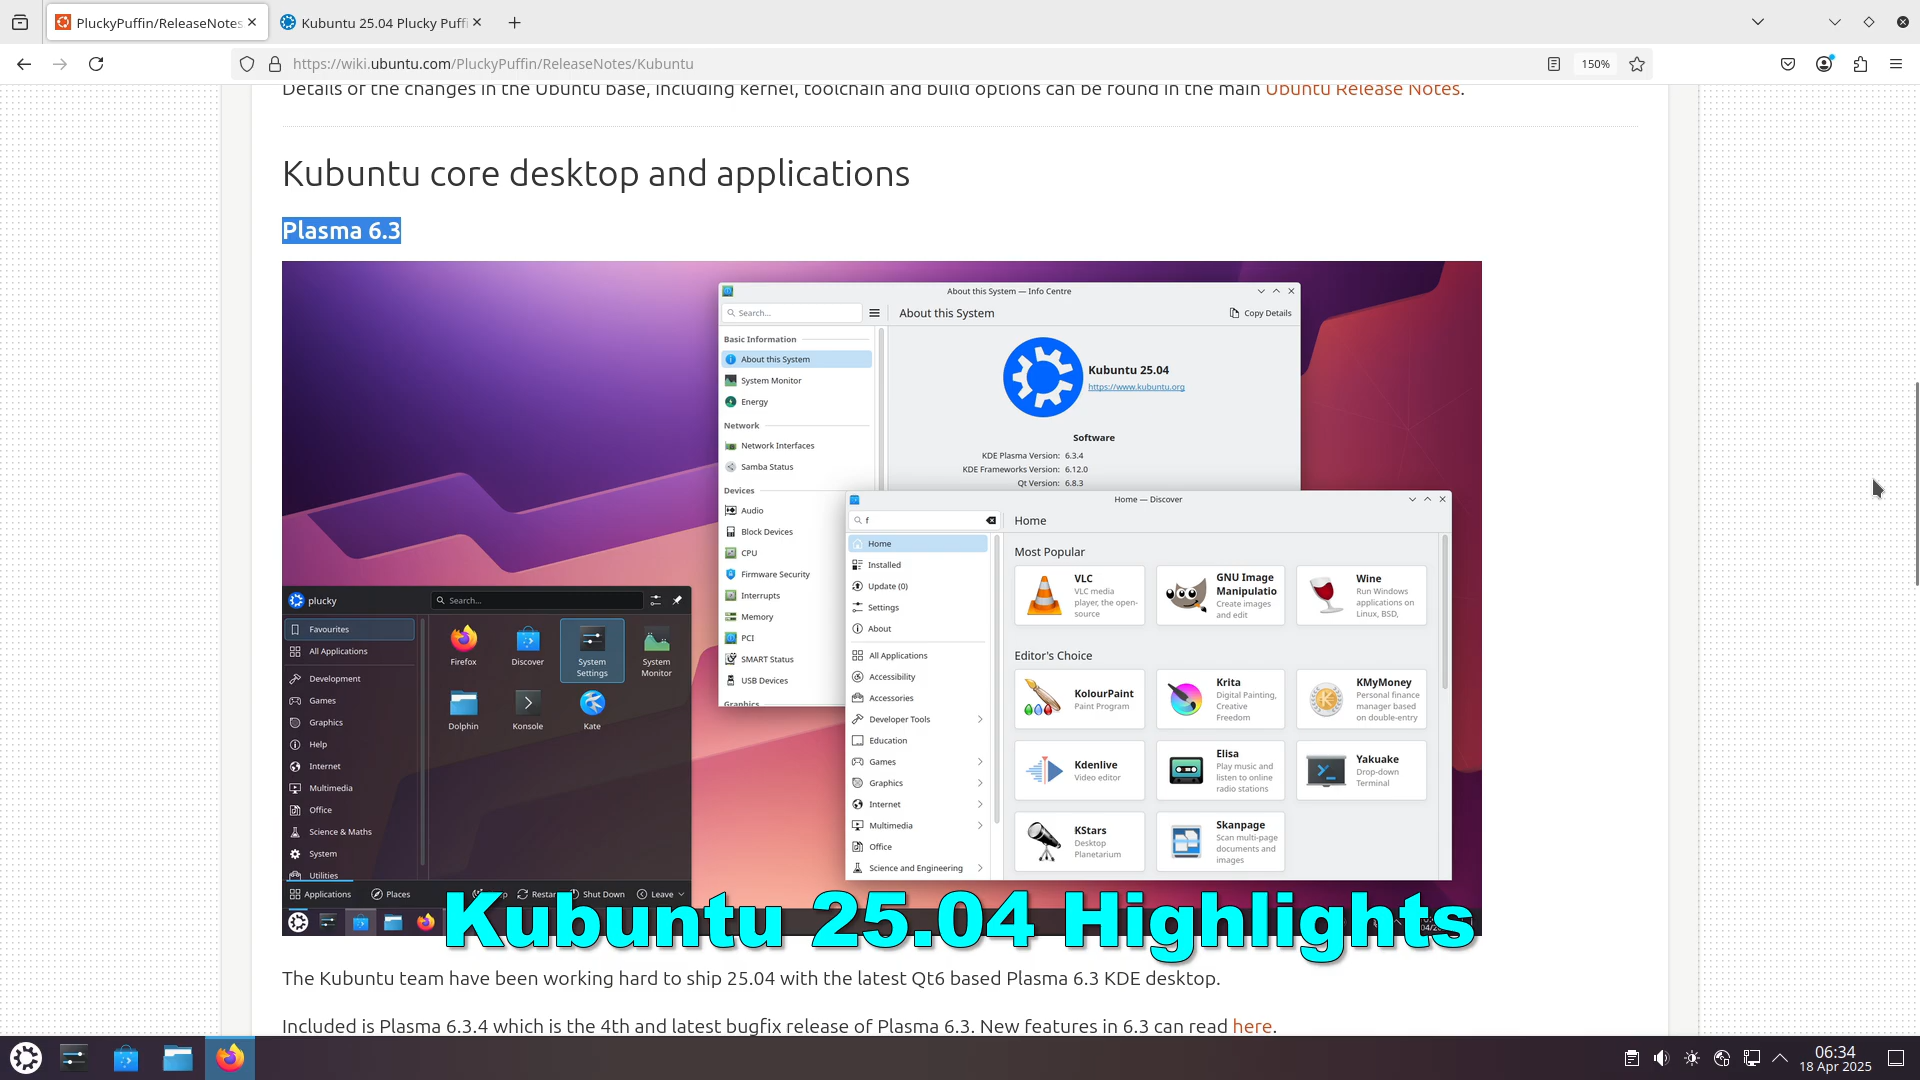 PluckyPuffin/ReleaseNotes
Kubuntu 25.04 Plucky Puff
https://wiki.ubuntu.com/PluckyPuffin/ReleaseNotes/Kubuntu
150%
Details of the changes in the Ubuntu base, including kernel, toolchain and build options can be found in the main Ubuntu Release Notes.
Kubuntu core desktop and applications
Plasma 6.3
About this System — Info Centre
Search...
About this System
Copy Details
Basic Information
About this System
System Monitor
Energy
Network
Network Interfaces
Samba Status
Devices
Audio
Block Devices
CPU
Firmware Security
Interrupts
Memory
PCI
SMART Status
USB Devices
Graphics
Kubuntu 25.04
https://www.kubuntu.org
Software
KDE Plasma Version: 6.3.4
KDE Frameworks Version: 6.12.0
Qt Version: 6.8.3
Home — Discover
f
Home
Home
Installed
Update (0)
Settings
About
All Applications
Accessibility
Accessories
Developer Tools
Education
Games
Graphics
Internet
Multimedia
Office
Science and Engineering
Most Popular
VLC
VLC media
player, the open-
source
GNU Image
Manipulatio
Create images
and edit
Wine
Run Windows
applications on
Linux, BSD,
Editor's Choice
KolourPaint
Paint Program
Krita
Digital Painting,
Creative
Freedom
KMyMoney
Personal finance
manager based
on double-entry
Kdenlive
Video editor
Elisa
Play music and
listen to online
radio stations
Yakuake
Drop-down
Terminal
KStars
Desktop
Planetarium
Skanpage
Scan multi-page
documents and
images
plucky
Search...
Favourites
All Applications
Development
Games
Graphics
Help
Internet
Multimedia
Office
Science & Maths
System
Utilities
Firefox
Discover
System
Settings
System
Monitor
Dolphin
Konsole
Kate
Applications
Places
Restar
Shut Down
Leave
Kubuntu 25.04 Highlights
The Kubuntu team have been working hard to ship 25.04 with the latest Qt6 based Plasma 6.3 KDE desktop.
Included is Plasma 6.3.4 which is the 4th and latest bugfix release of Plasma 6.3. New features in 6.3 can read here.
06:34
18 Apr 2025